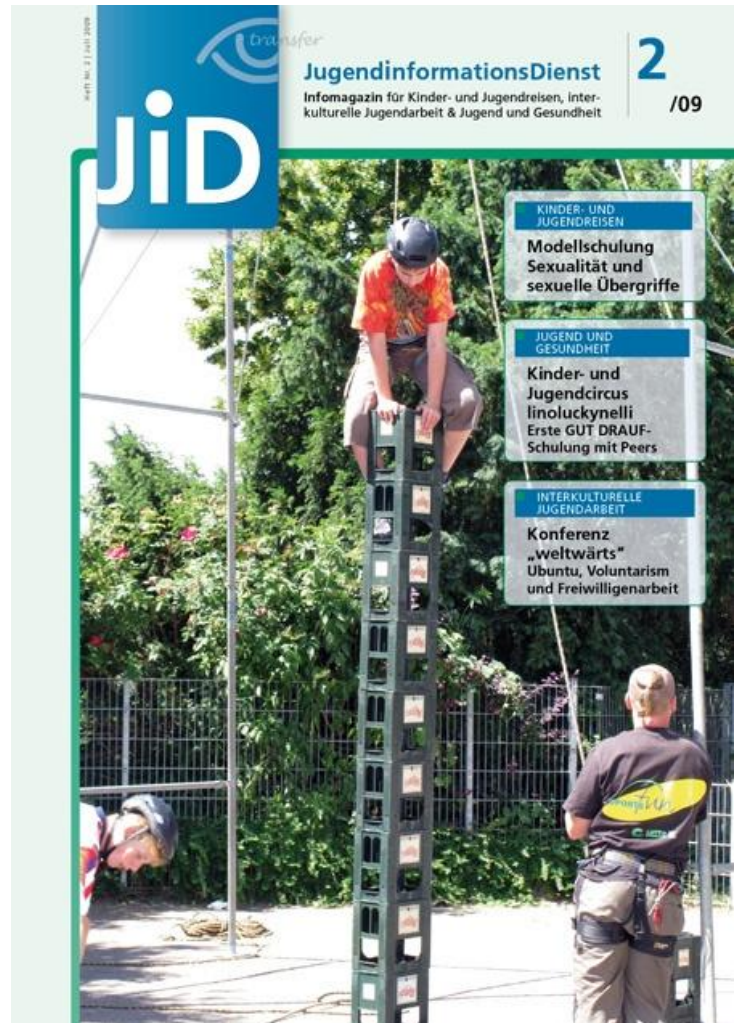 Heft Nr. 2 | Juli 2009
transfer
JiD
JugendinformationsDienst
Infomagazin für Kinder- und Jugendreisen, inter-
kulturelle Jugendarbeit & Jugend und Gesundheit
2
/09
KINDER- UND
JUGENDREISEN
Modellschulung
Sexualität und
sexuelle Übergriffe
JUGEND UND
GESUNDHEIT
Kinder- und
Jugendcircus
linoluckynelli
Erste GUT DRAUF-
Schulung mit Peers
INTERKULTURELLE
JUGENDARBEIT
Konferenz
„weltwärts“
Ubuntu, Voluntarism
und Freiwilligenarbeit